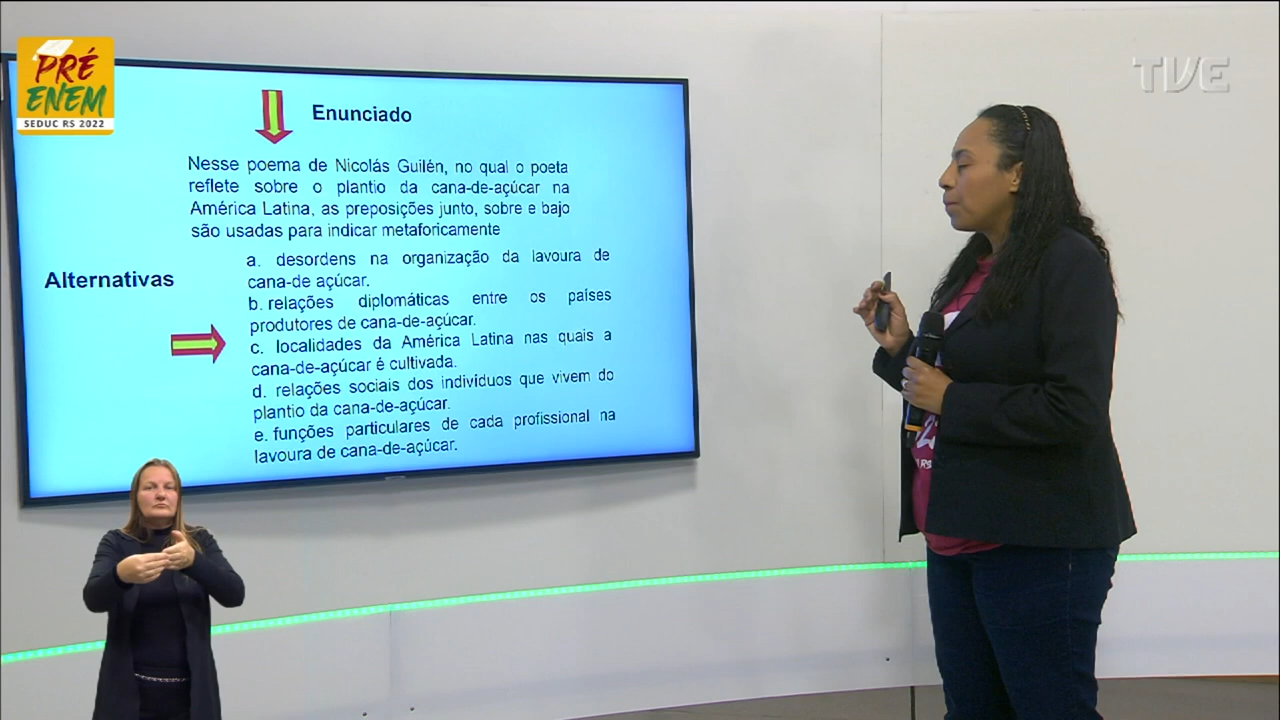 PRÉ
ENEM
SEDUC RS 2022
TVE
Enunciado
Nesse poema de Nicolás Guilén, no qual o poeta
reflete sobre o plantio da cana-de-açúcar na
América Latina, as preposições junto, sobre e bajo
são usadas para indicar metaforicamente
Alternativas
a. desordens na organização da lavoura de
cana-de açúcar.
b. relações diplomáticas entre os países
produtores de cana-de-açúcar.
c. localidades da América Latina nas quais a
cana-de-açúcar é cultivada.
d. relações sociais dos indivíduos que vivem do
plantio da cana-de-açúcar.
e. funções particulares de cada profissional na
lavoura de cana-de-açúcar.